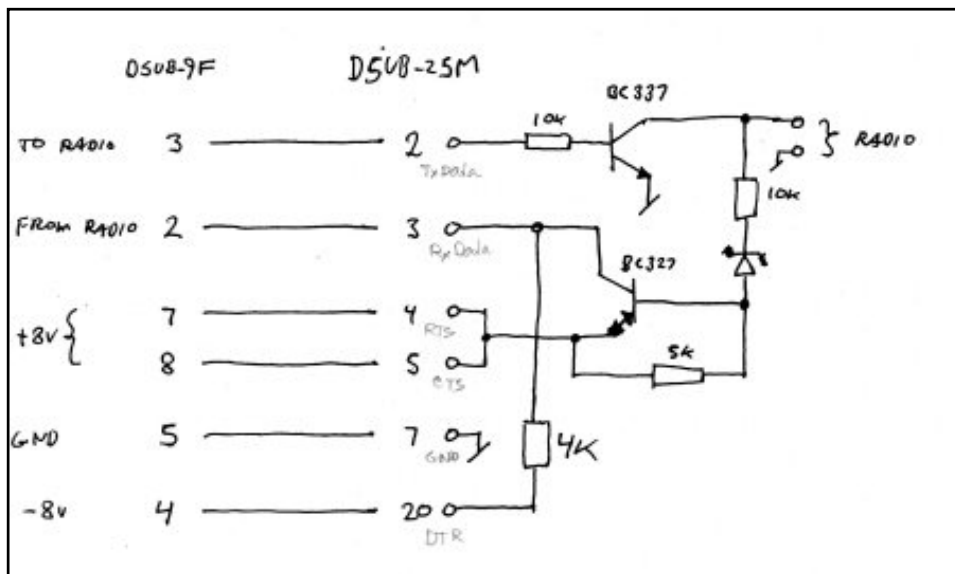 DSUB-9F DSUB-25M
BC337
TO RADIO 3 2 10K } RADIO
TxData
10K
FROM RADIO 2 3
RxData BC327
+8V { 7 4
RTS
5K
8 5
CTS
GND 5 7 4K
GND
-8V 4 20
DTR